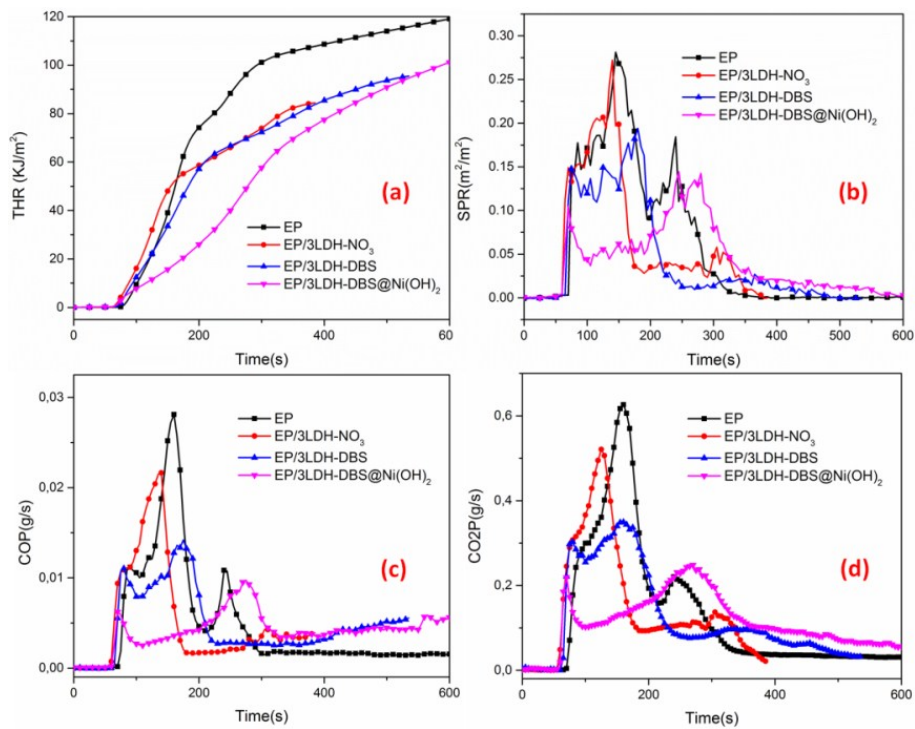 120
100
80
60
40
20
0
THR (KJ/m²)
(a)
EP
EP/3LDH-NO₃
EP/3LDH-DBS
EP/3LDH-DBS@Ni(OH)₂
0 200 400 600
Time(s)
0.30
0.25
0.20
0.15
0.10
0.05
0.00
SPR(m²/m²)
EP
EP/3LDH-NO₃
EP/3LDH-DBS
EP/3LDH-DBS@Ni(OH)₂
(b)
0 100 200 300 400 500 600
Time(s)
0,03
0,02
0,01
0,00
COP(g/s)
EP
EP/3LDH-NO₃
EP/3LDH-DBS
EP/3LDH-DBS@Ni(OH)₂
(c)
0 200 400 600
Time(s)
0,6
0,4
0,2
0,0
CO2P(g/s)
EP
EP/3LDH-NO₃
EP/3LDH-DBS
EP/3LDH-DBS@Ni(OH)₂
(d)
0 200 400 600
Time(s)